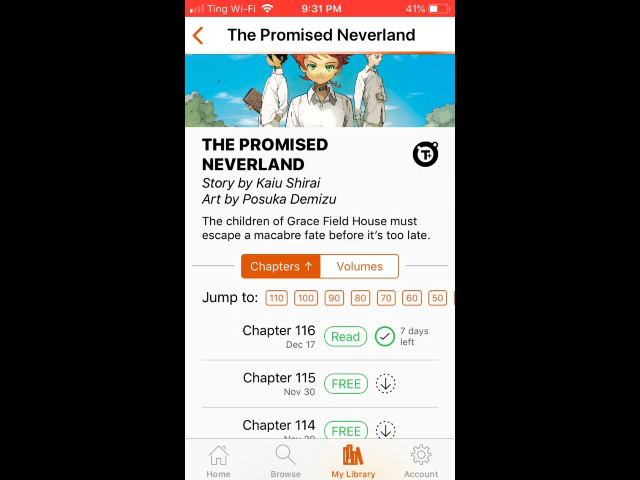 Ting Wi-Fi 9:31 PM 41%
The Promised Neverland
THE PROMISED
NEVERLAND
Story by Kaiu Shirai
Art by Posuka Demizu
T+
The children of Grace Field House must
escape a macabre fate before it's too late.
Chapters ↑ Volumes
Jump to: 110 100 90 80 70 60 50
Chapter 116 Read 7 days
Dec 17 left
Chapter 115 FREE
Nov 30
Chapter 114 FREE
Home Browse My Library Account